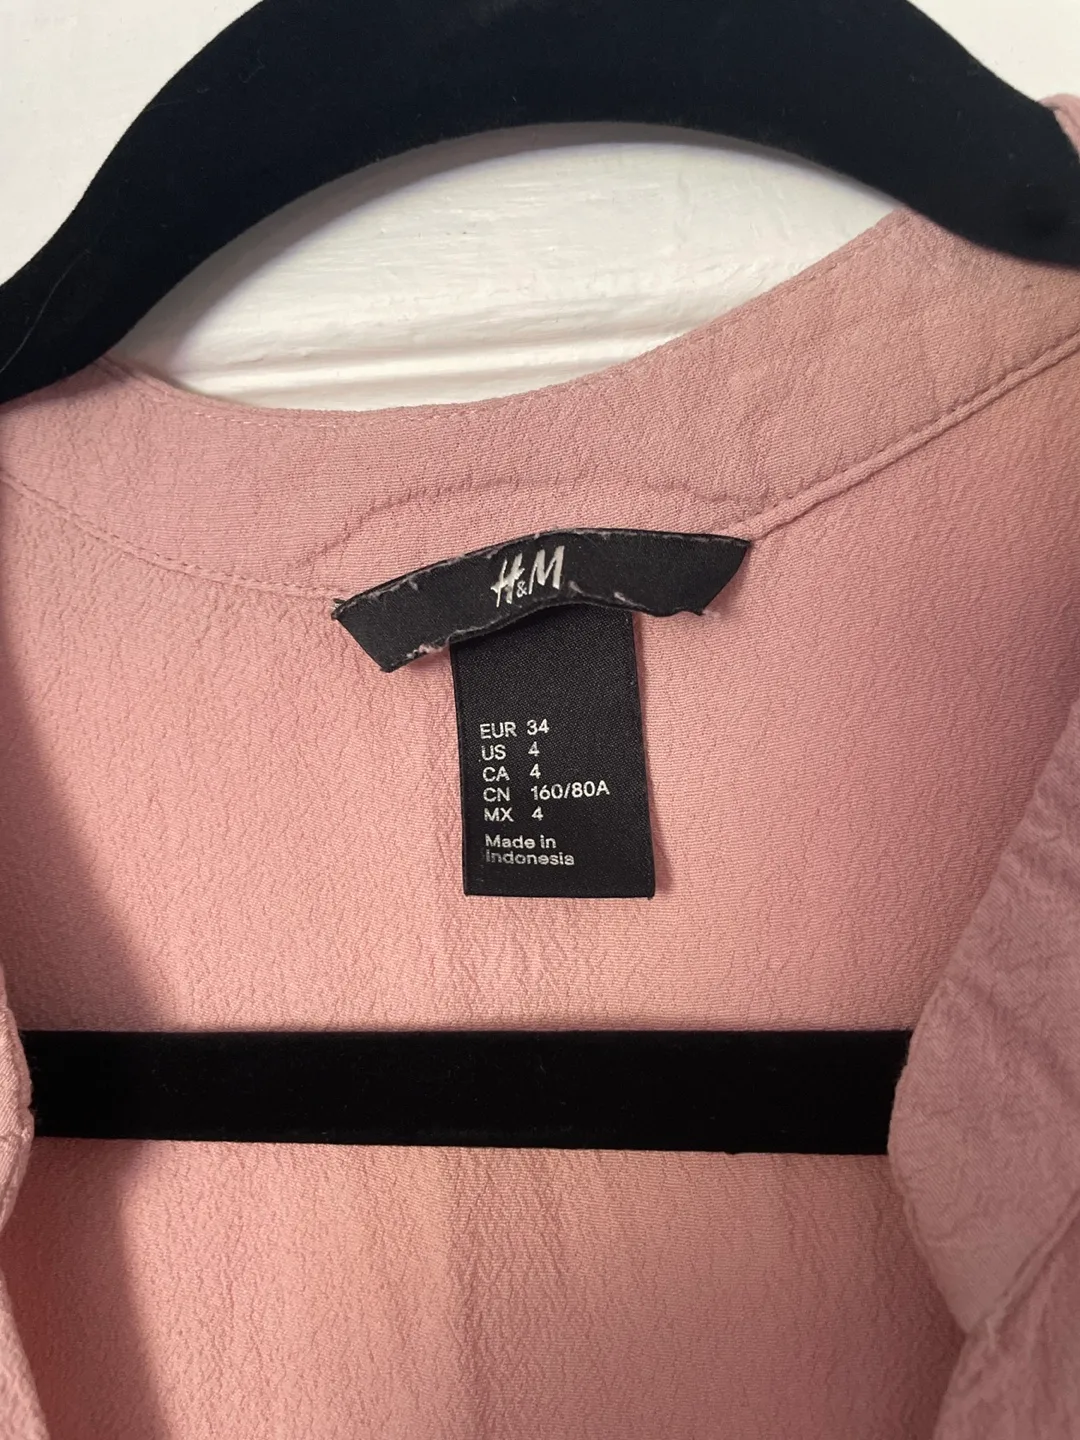 H&M
EUR 34
US 4
CA 4
CN 160/80A
MX 4
Made in
Indonesia